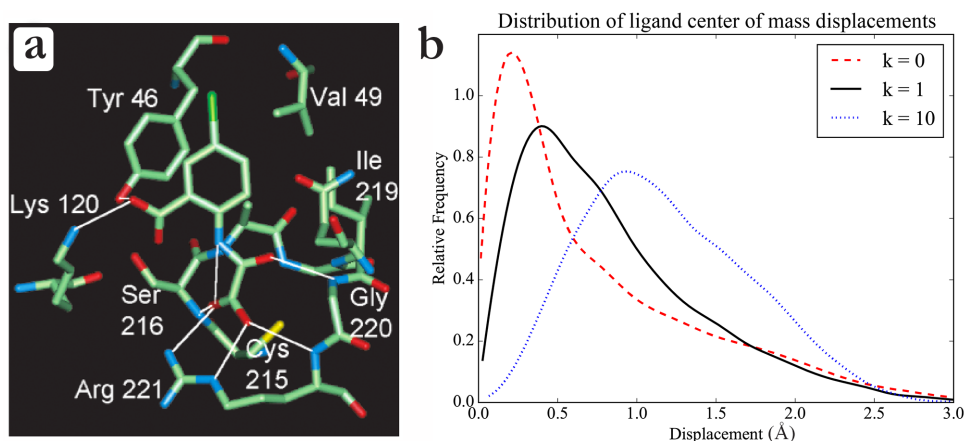 a
Tyr 46
Val 49
Lys 120
Ile
219
Ser
216
Gly
220
Cys
215
Arg 221
b
Distribution of ligand center of mass displacements
k = 0
k = 1
k = 10
Relative Frequency
1.0
0.8
0.6
0.4
0.2
0.0
0.0 0.5 1.0 1.5 2.0 2.5 3.0
Displacement (Å)